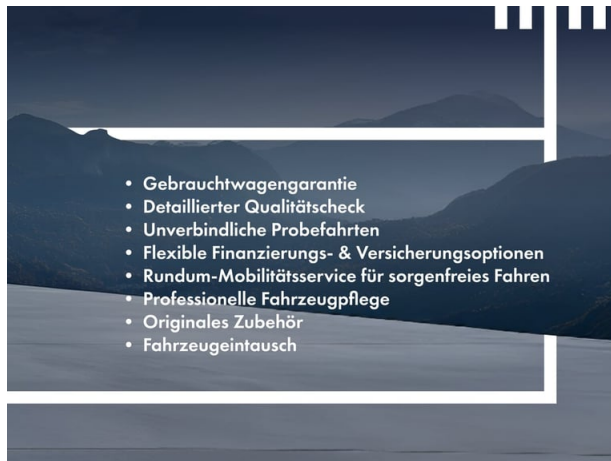 • Gebrauchtwagengarantie
• Detaillierter Qualitätscheck
• Unverbindliche Probefahrten
• Flexible Finanzierungs- & Versicherungsoptionen
• Rundum-Mobilitätsservice für sorgenfreies Fahren
• Professionelle Fahrzeugpflege
• Originales Zubehör
• Fahrzeugeintausch